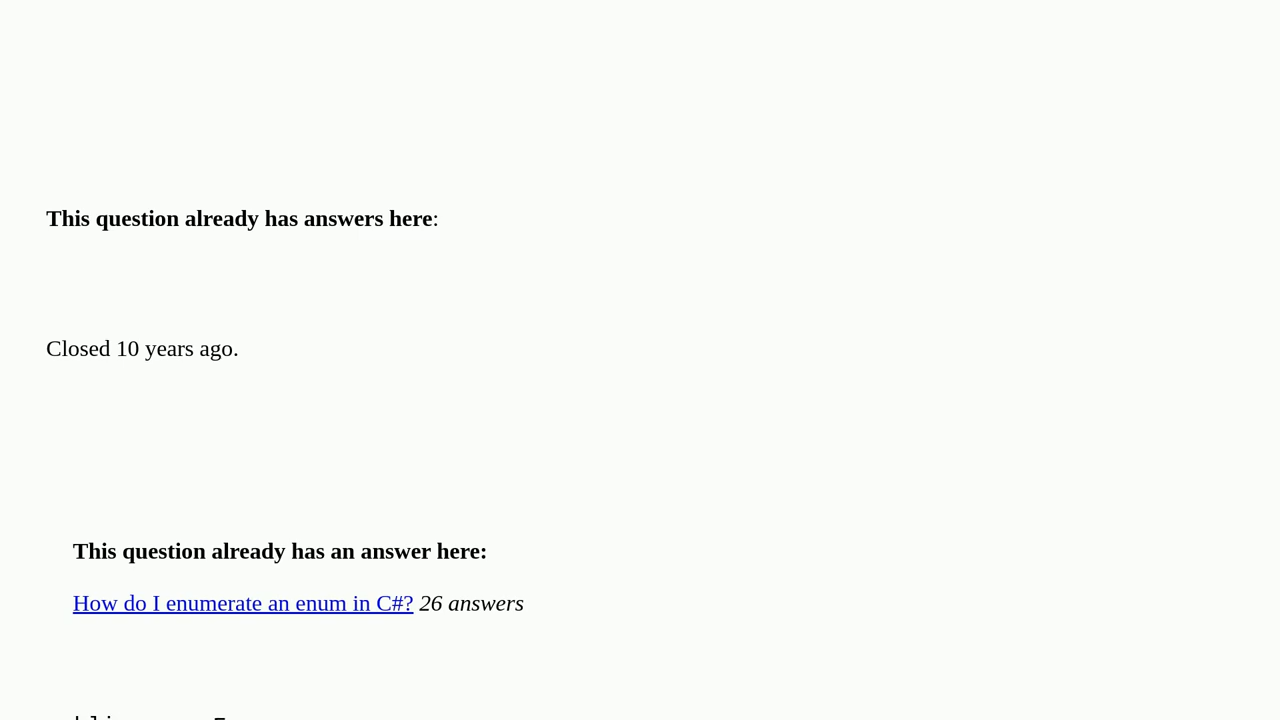 This question already has answers here:
Closed 10 years ago.
This question already has an answer here:
How do I enumerate an enum in C#? 26 answers